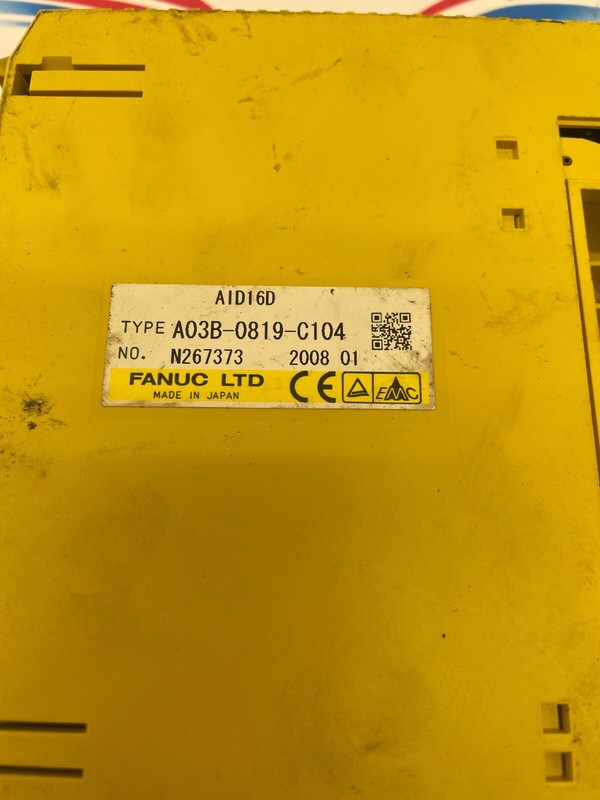 AID16D
TYPE A03B-0819-C104
NO. N267373 2008 01
FANUC LTD CE EMC
MADE IN JAPAN